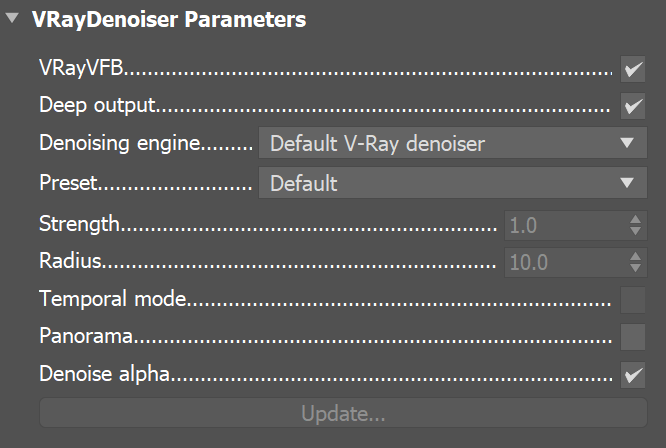 VRayDenoiser Parameters
VRayVFB
Deep output
Denoising engine Default V-Ray denoiser
Preset Default
Strength 1.0
Radius 10.0
Temporal mode
Panorama
Denoise alpha
Update...